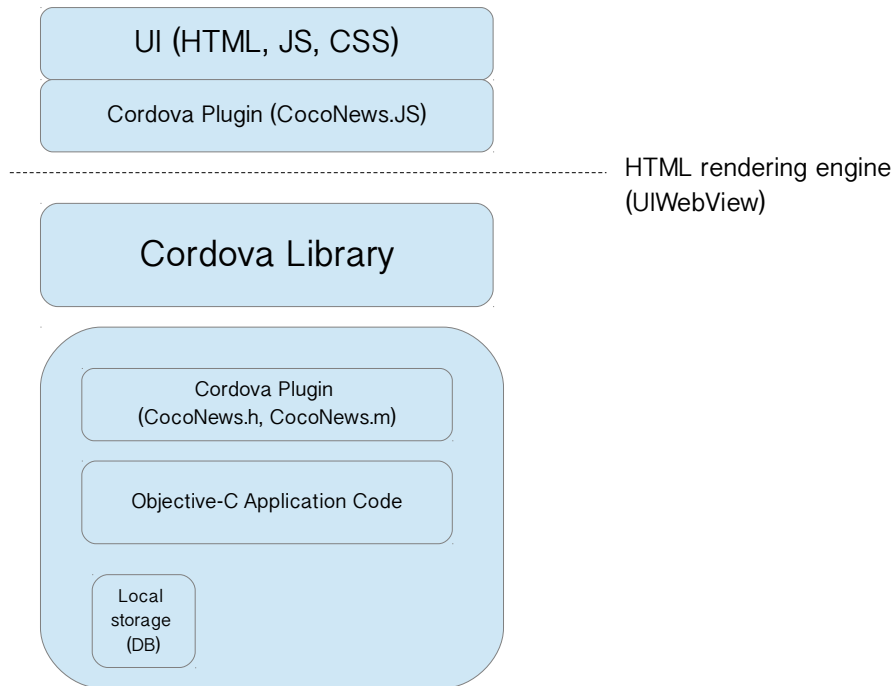 UI (HTML, JS, CSS)
Cordova Plugin (CocoNews.JS)
HTML rendering engine
(UIWebView)
Cordova Library
Cordova Plugin
(CocoNews.h, CocoNews.m)
Objective-C Application Code
Local
storage
(DB)